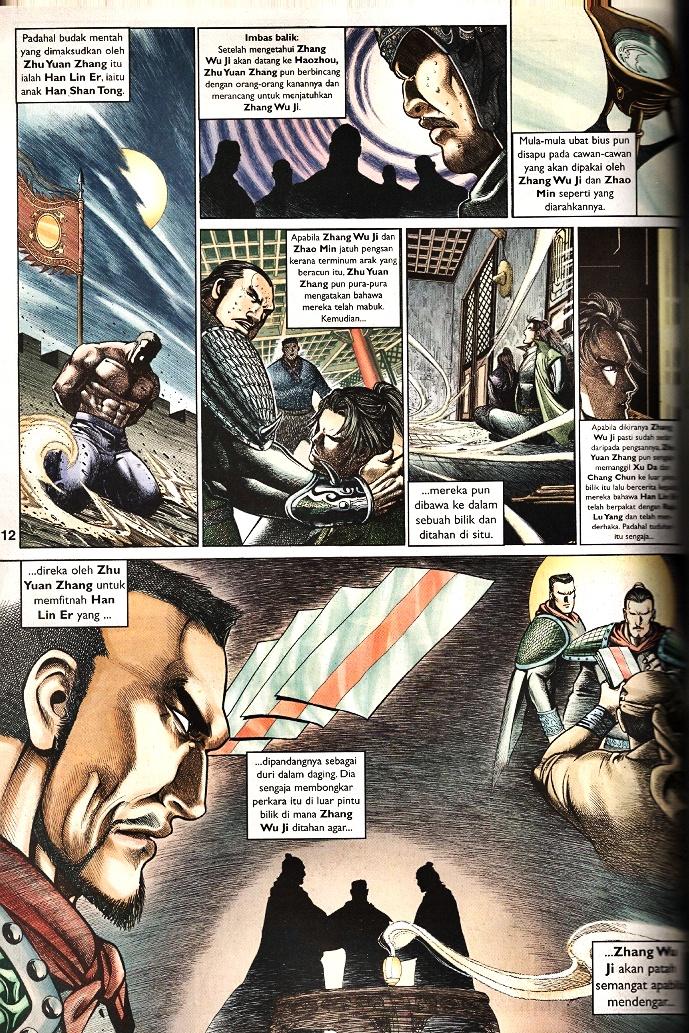 Padahal budak mentah
yang dimaksudkan oleh
Zhu Yuan Zhang itu
ialah Han Lin Er, iaitu
anak Han Shan Tong.
Imbas balik:
Setelah mengetahui Zhang
Wu Ji akan datang ke Haozhou,
Zhu Yuan Zhang pun berbincang
dengan orang-orang kanannya dan
merancang untuk menjatuhkan
Zhang Wu Ji.
Mula-mula ubat bius pun
disapu pada cawan-cawan
yang akan dipakai oleh
Zhang Wu Ji dan Zhao
Min seperti yang
diarahkannya.
Apabila Zhang Wu Ji dan
Zhao Min jatuh pengsan
kerana terminum arak yang
beracun itu, Zhu Yuan
Zhang pun pura-pura
mengatakan bahawa
mereka telah mabuk.
Kemudian...
...mereka pun
dibawa ke dalam
sebuah bilik dan
ditahan di situ.
Apabila dikiranya Zhang
Wu Ji pasti sudah
daripada pengsannya,
Yuan Zhang pun
memanggil Xu Da
Chang Chun ke luar
bilik itu lalu bercerita
mereka bahawa Han Lin
telah berpakat dengan
Lu Yang dan telah
derhaka. Padahal
itu sengaja...
12
...direka oleh Zhu
Yuan Zhang untuk
memfitnah Han
Lin Er yang ...
...dipandangnya sebagai
duri dalam daging. Dia
sengaja membongkar
perkara itu di luar pintu
bilik di mana Zhang
Wu Ji ditahan agar...
...Zhang Wu
Ji akan patah
semangat apabila
mendengar...